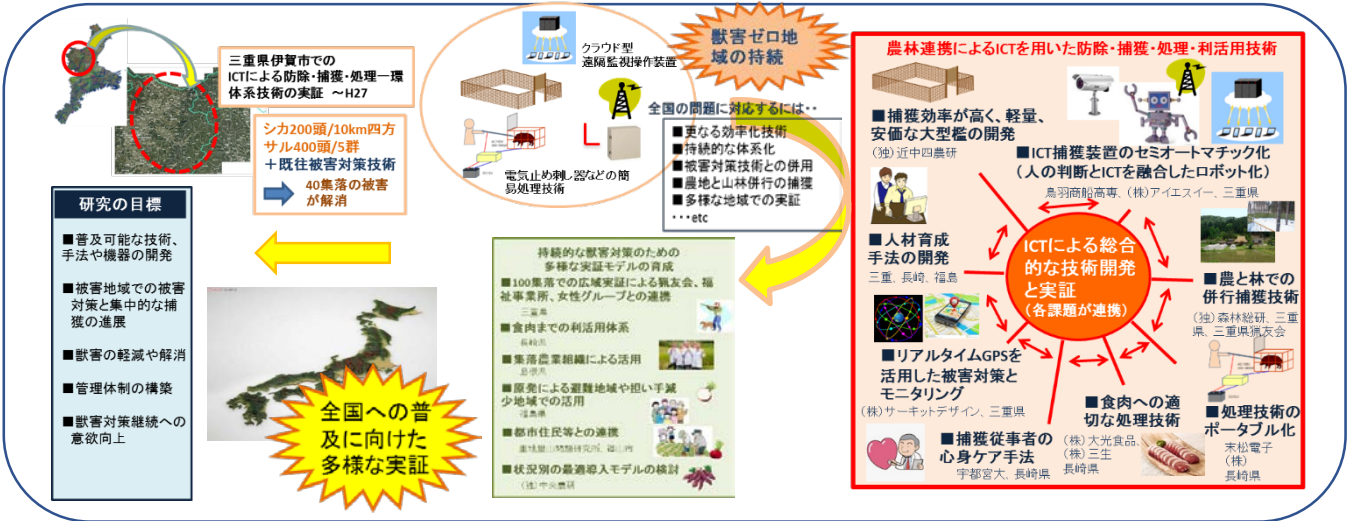 三重県伊賀市での
ICTによる防除・捕獲・処理一環
体系技術の実証 ～H27
シカ200頭/10km四方
サル400頭/5群
＋既往被害対策技術
40集落の被害
が解消
研究の目標
■普及可能な技術、
手法や機器の開発
■被害地域での被害
対策と集中的な捕
獲の進展
■獣害の軽減や解消
■管理体制の構築
■獣害対策継続への
意欲向上
クラウド型
遠隔監視操作装置
電気止め刺し器などの簡
易処理技術
獣害ゼロ地
域の持続
全国の問題に対応するには・・
■更なる効率化技術
■持続的な体系化
■被害対策技術との併用
■農地と山林併行の捕獲
■多様な地域での実証
・・・etc
持続的な獣害対策のための
多様な実証モデルの育成
■100集落での広域実証による猟友会、福
祉事業所、女性グループとの連携
三重県
■食肉までの利活用体系
長崎県
■集落農業組織による活用
島根県
■原発による避難地域や担い手減
少地域での活用
福島県
■都市住民等との連携
■状況別の最適導入モデルの検討
(独)中央農研
全国への普
及に向けた
多様な実証
農林連携によるICTを用いた防除・捕獲・処理・利活用技術
■捕獲効率が高く、軽量、
安価な大型檻の開発
(独)近中四農研
■ICT捕獲装置のセミオートマチック化
(人の判断とICTを融合したロボット化)
鳥羽商船高専、(株)アイエスイー、三重県
■人材育成
手法の開発
三重、長崎、福島
ICTによる総合
的な技術開発
と実証
(各課題が連携)
■農と林での
併行捕獲技術
(独)森林総研、三重
県、三重県猟友会
■リアルタイムGPSを
活用した被害対策と
モニタリング
(株)サーキットデザイン、三重県
■食肉への適
切な処理技術
(株)大光食品、
(株)三生
長崎県
■処理技術の
ポータブル化
末松電子
(株)
長崎県
■捕獲従事者の
心身ケア手法
宇都宮大、長崎県